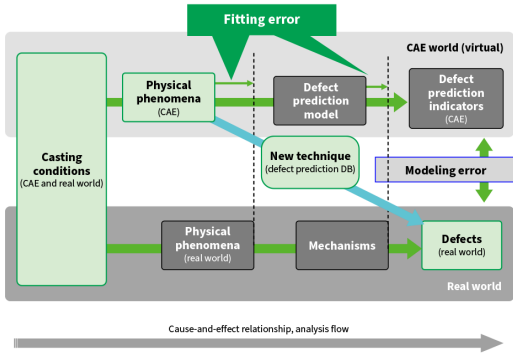 Fitting error
CAE world (virtual)
Physical
phenomena
(CAE)
Defect
prediction
model
Defect
prediction
indicators
(CAE)
Casting
conditions
(CAE and real world)
New technique
(defect prediction DB)
Modeling error
Physical
phenomena
(real world)
Mechanisms
Defects
(real world)
Real world
Cause-and-effect relationship, analysis flow